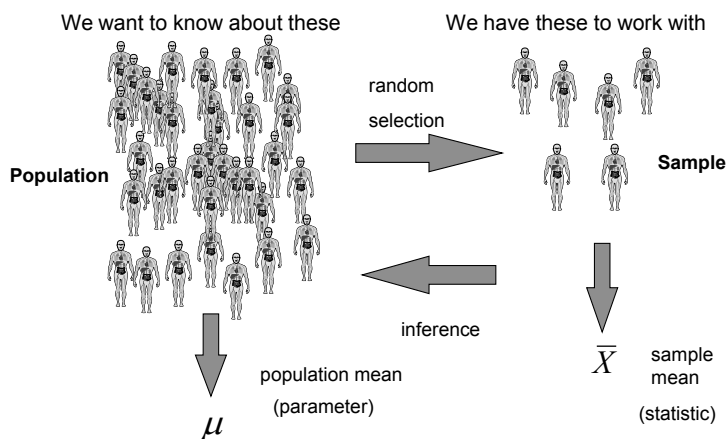 We want to know about these
We have these to work with
random
selection
Population
Sample
inference
population mean
(parameter)
μ
X̅
sample
mean
(statistic)